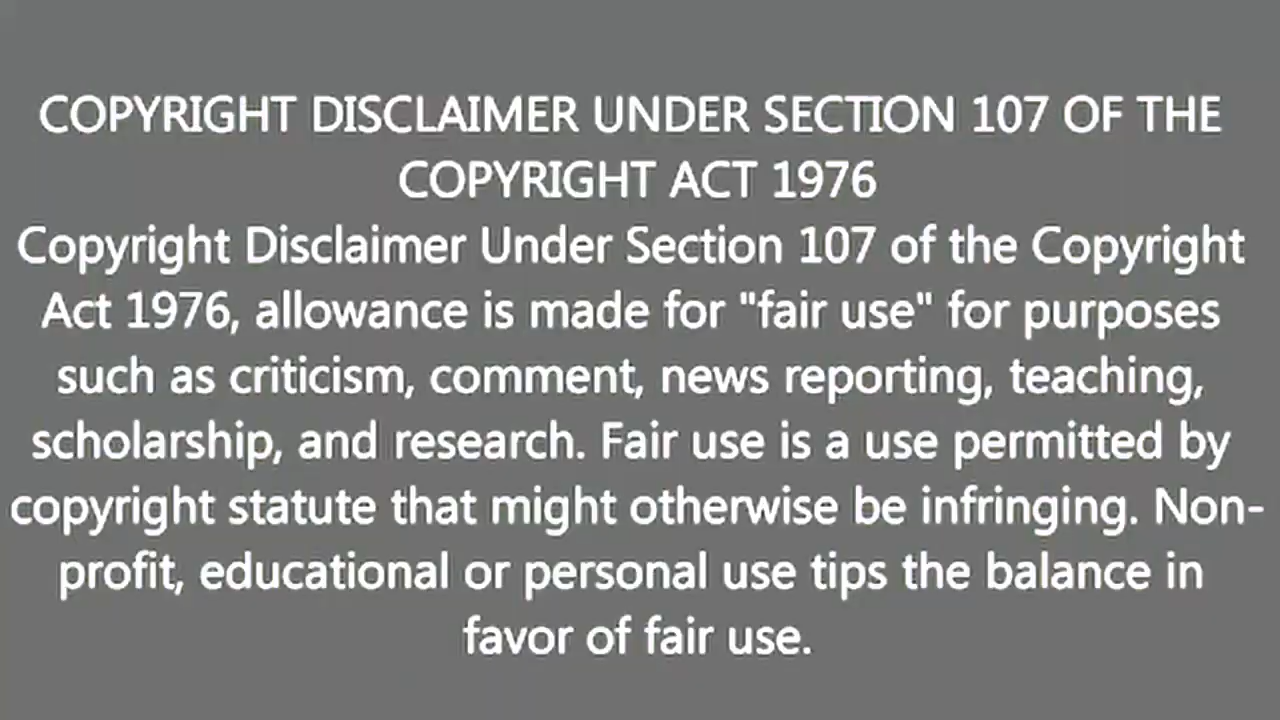 COPYRIGHT DISCLAIMER UNDER SECTION 107 OF THE
COPYRIGHT ACT 1976
Copyright Disclaimer Under Section 107 of the Copyright
Act 1976, allowance is made for "fair use" for purposes
such as criticism, comment, news reporting, teaching,
scholarship, and research. Fair use is a use permitted by
copyright statute that might otherwise be infringing. Non-
profit, educational or personal use tips the balance in
favor of fair use.